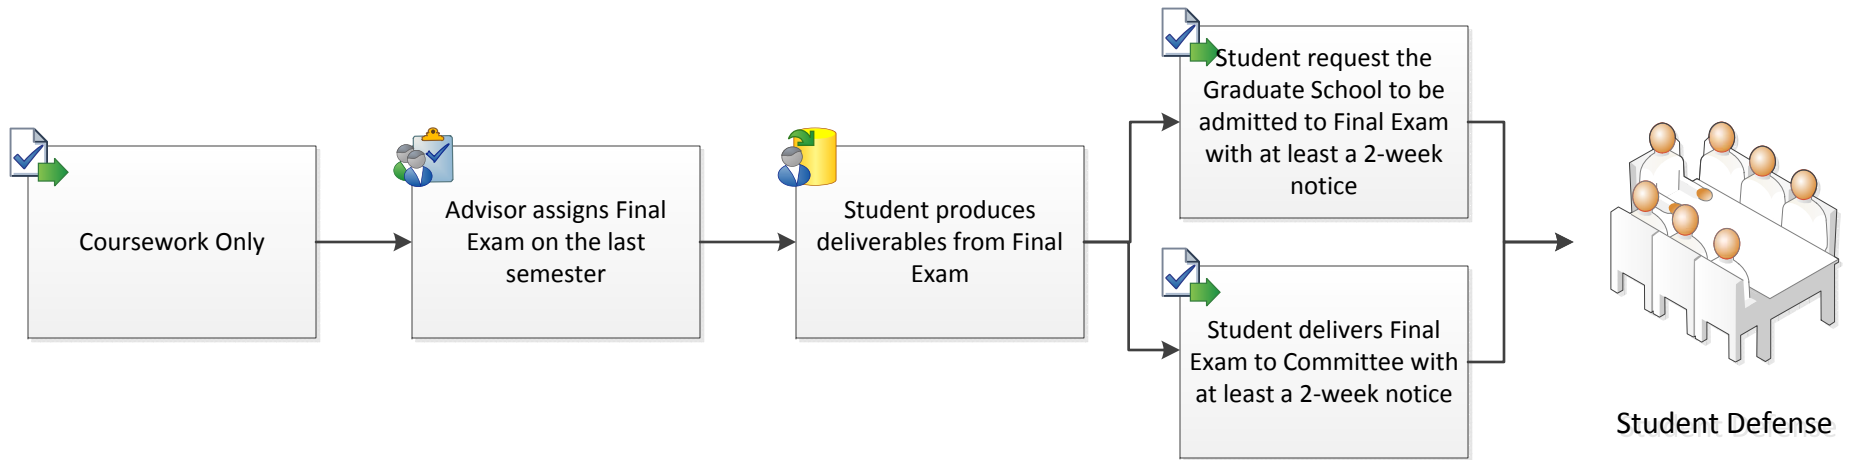 Coursework Only
Advisor assigns Final
Exam on the last
semester
Student produces
deliverables from Final
Exam
Student request the
Graduate School to be
admitted to Final Exam
with at least a 2-week
notice
Student delivers Final
Exam to Committee with
at least a 2-week notice
Student Defense